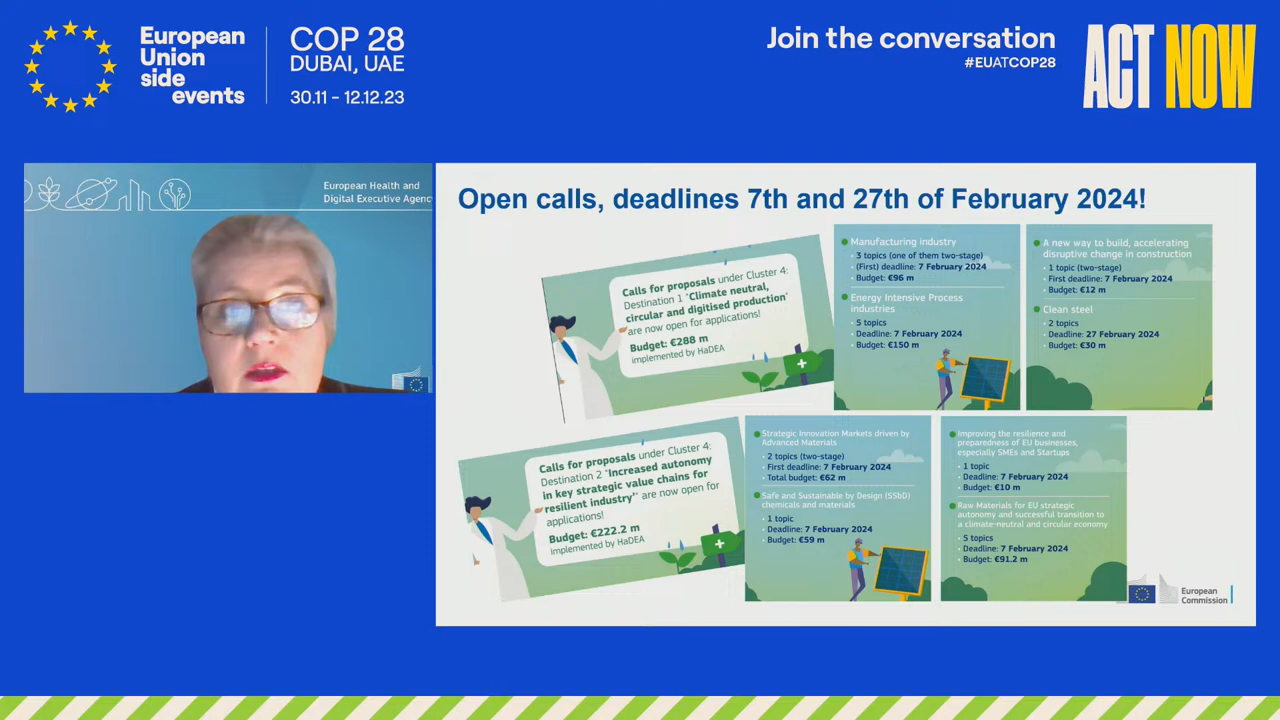 European
Union
side
events
COP 28
DUBAI, UAE
30.11 – 12.12.23
Join the conversation
#EUATCOP28
ACT NOW
European Health and
Digital Executive Agenc
Open calls, deadlines 7th and 27th of February 2024!
Calls for proposals under Cluster 4:
Destination 1 "Climate neutral,
circular and digitised production"
are now open for applications!
Budget: €288 m
implemented by HaDEA
Manufacturing industry
3 topics (one of them two-stage)
(First) deadline: 7 February 2024
Budget: €96 m
Energy Intensive Process
industries
5 topics
Deadline: 7 February 2024
Budget: €150 m
A new way to build, accelerating
disruptive change in construction
1 topic (two-stage)
First deadline: 7 February 2024
Budget: €12 m
Clean steel
2 topics
Deadline: 27 February 2024
Budget: €30 m
Calls for proposals under Cluster 4:
Destination 2 "Increased autonomy
in key strategic value chains for
resilient industry" are now open for
applications!
Budget: €222.2 m
implemented by HaDEA
Strategic Innovation Markets driven by
Advanced Materials
2 topics (two-stage)
First deadline: 7 February 2024
Total budget: €62 m
Safe and Sustainable by Design (SSbD)
chemicals and materials
1 topic
Deadline: 7 February 2024
Budget: €59 m
Improving the resilience and
preparedness of EU businesses,
especially SMEs and Startups
1 topic
Deadline: 7 February 2024
Budget: €10 m
Raw Materials for EU strategic
autonomy and successful transition to
a climate-neutral and circular economy
5 topics
Deadline: 7 February 2024
Budget: €91.2 m
European
Commission